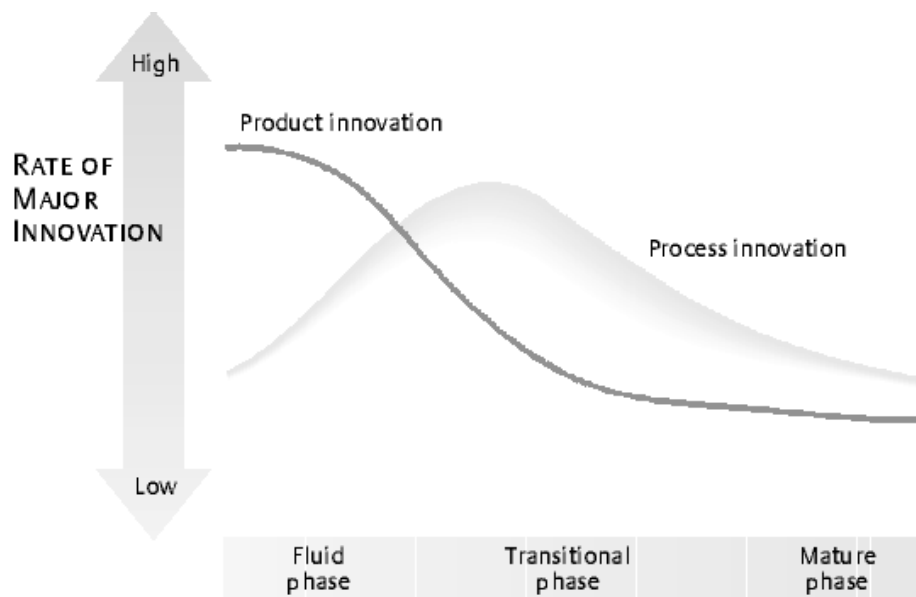 High
Product innovation
RATE OF
MAJOR
INNOVATION
Process innovation
Low
Fluid
phase
Transitional
phase
Mature
phase